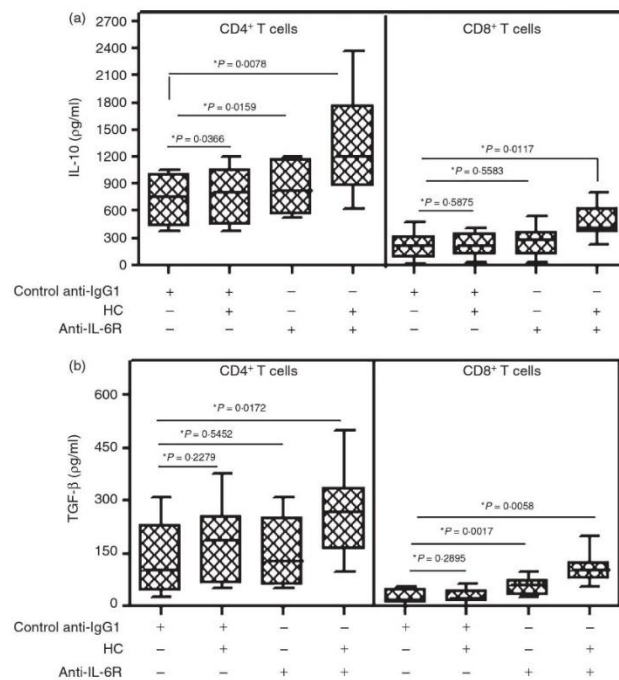 (a)
2700
2400
2100
1800
1500
1200
900
600
300
0
IL-10 (ρg/ml)
CD4⁺ T cells
CD8⁺ T cells
*P = 0·0078
*P = 0·0159
*P = 0·0366
*P = 0·0117
*P = 0·5583
*P = 0·5875
Control anti-IgG1 + + – – + + – –
HC – + – + – + – +
Anti-IL-6R – – + + – – + +
(b)
600
450
300
150
0
TGF-β (ρg/ml)
CD4⁺ T cells
CD8⁺ T cells
*P = 0·0172
*P = 0·5452
*P = 0·2279
*P = 0·0058
*P = 0·0017
*P = 0·2895
Control anti-IgG1 + + – – + + – –
HC – + – + – + – +
Anti-IL-6R – – + + – – + +